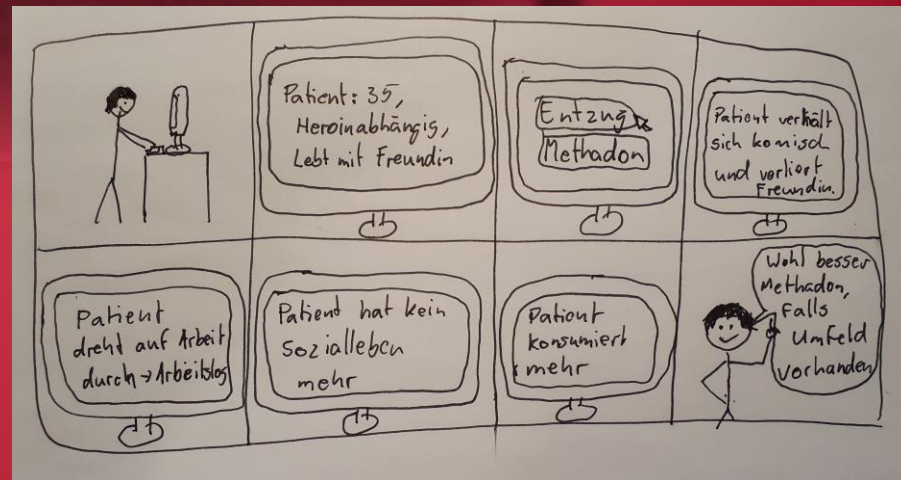 Patient: 35,
Heroinabhängig,
Lebt mit Freundin
Entzug
Methadon
Patient verhält
sich komisch
und verliert
Freundin.
Patient
dreht auf Arbeit
durch → Arbeitslos
Patient hat kein
Sozialleben
mehr
Patient
konsumiert
mehr
Wohl besser
Methadon,
Falls
Umfeld
vorhanden